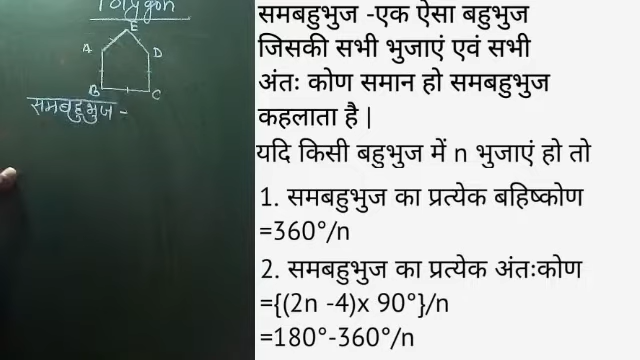 Polygon
E
A
D
B
C
समबहुभुज -
समबहुभुज -एक ऐसा बहुभुज
जिसकी सभी भुजाएं एवं सभी
अंतः कोण समान हो समबहुभुज
कहलाता है |
यदि किसी बहुभुज में n भुजाएं हो तो
1. समबहुभुज का प्रत्येक बहिष्कोण
=360°/n
2. समबहुभुज का प्रत्येक अंतःकोण
={(2n -4)x 90°}/n
=180°-360°/n